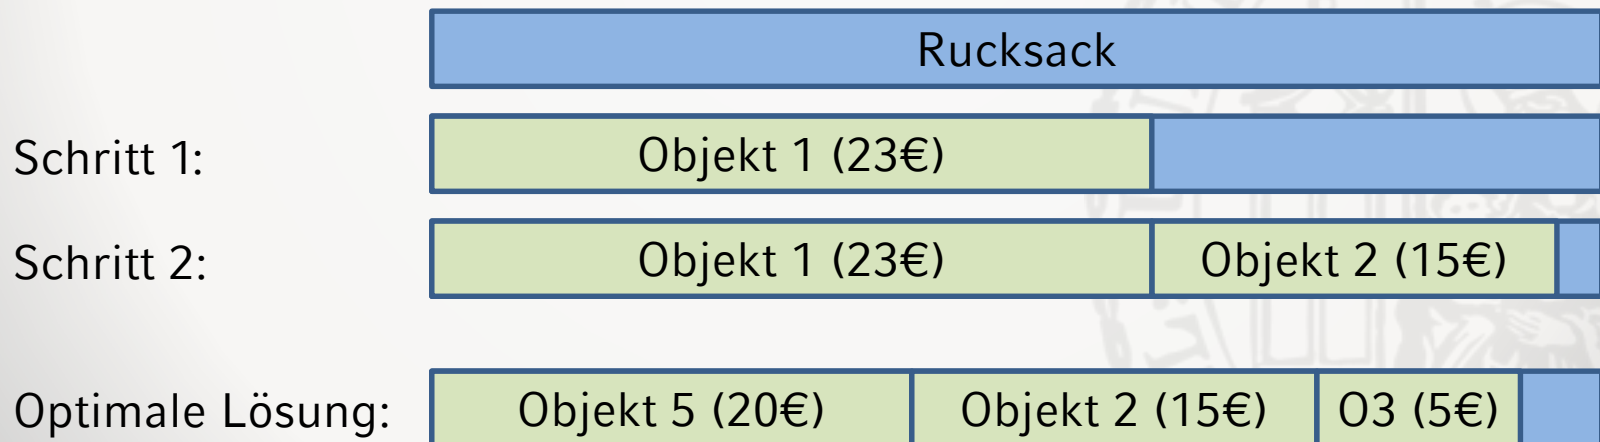 Rucksack
Schritt 1: Objekt 1 (23€)
Schritt 2: Objekt 1 (23€) Objekt 2 (15€)
Optimale Lösung: Objekt 5 (20€) Objekt 2 (15€) O3 (5€)